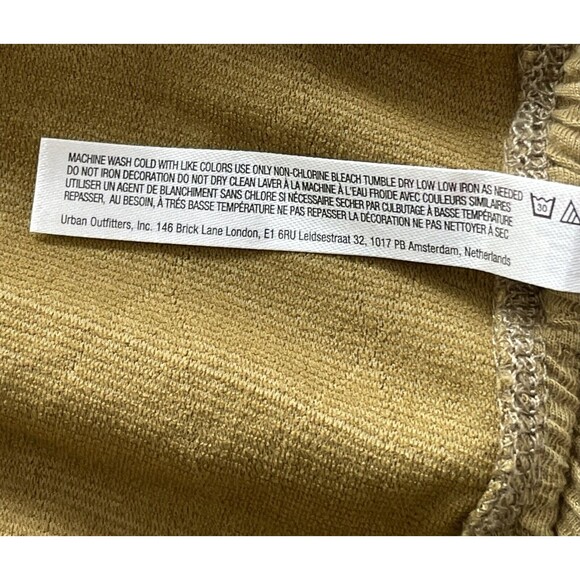 MACHINE WASH COLD WITH LIKE COLORS USE ONLY NON-CHLORINE BLEACH TUMBLE DRY LOW LOW IRON AS NEEDED
DO NOT IRON DECORATION DO NOT DRY CLEAN LAVER À LA MACHINE À L'EAU FROIDE AVEC COULEURS SIMILAIRES
UTILISER UN AGENT DE BLANCHIMENT SANS CHLORE SI NÉCESSAIRE SECHER PAR CULBUTAGE À BASSE TEMPÉRATURE
REPASSER, AU BESOIN, À TRÉS BASSE TEMPÉRATURE NE PAS REPASSER LA DÉCORATION NE PAS NETTOYER À SEC
Urban Outfitters, Inc. 146 Brick Lane London, E1 6RU Leidsestraat 32, 1017 PB Amsterdam, Netherlands
30